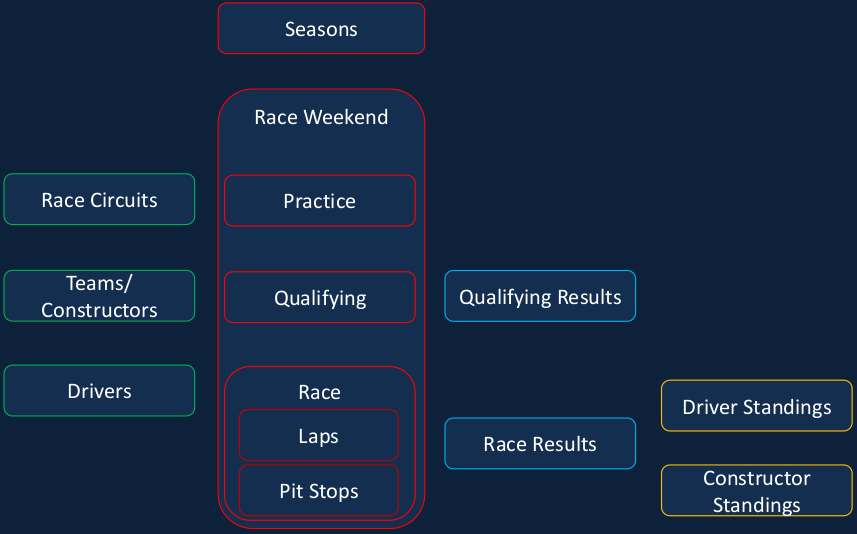 Seasons
Race Weekend
Race Circuits
Practice
Teams/
Constructors
Qualifying
Qualifying Results
Drivers
Race
Laps
Pit Stops
Race Results
Driver Standings
Constructor
Standings